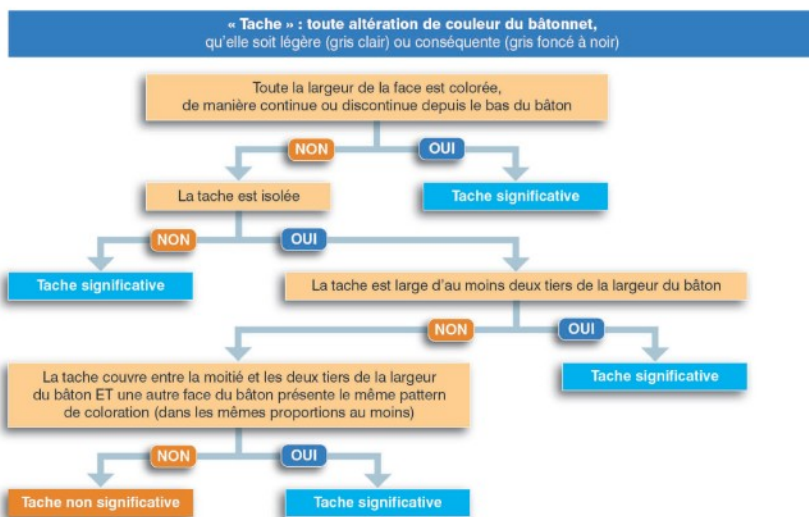 « Tache » : toute altération de couleur du bâtonnet,
qu’elle soit légère (gris clair) ou conséquente (gris foncé à noir)
Toute la largeur de la face est colorée,
de manière continue ou discontinue depuis le bas du bâton
NON
OUI
La tache est isolée
Tache significative
NON
OUI
Tache significative
La tache est large d’au moins deux tiers de la largeur du bâton
NON
OUI
La tache couvre entre la moitié et les deux tiers de la largeur
du bâton ET une autre face du bâton présente le même pattern
de coloration (dans les mêmes proportions au moins)
Tache significative
NON
OUI
Tache non significative
Tache significative